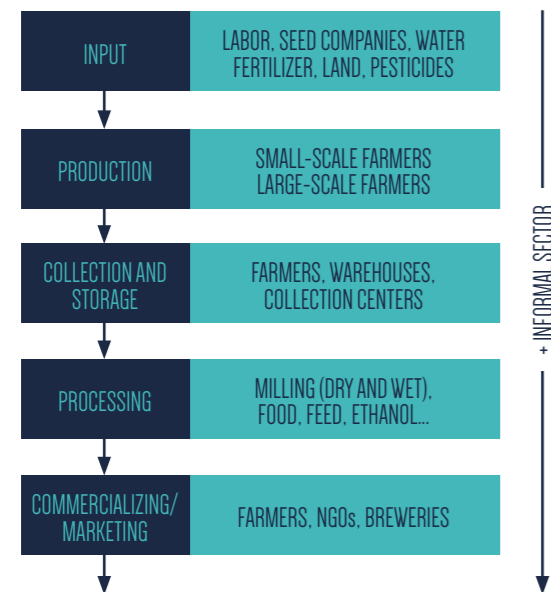 INPUT
LABOR, SEED COMPANIES, WATER
FERTILIZER, LAND, PESTICIDES
PRODUCTION
SMALL-SCALE FARMERS
LARGE-SCALE FARMERS
COLLECTION AND
STORAGE
FARMERS, WAREHOUSES,
COLLECTION CENTERS
PROCESSING
MILLING (DRY AND WET),
FOOD, FEED, ETHANOL...
COMMERCIALIZING/
MARKETING
FARMERS, NGOs, BREWERIES
+ INFORMAL SECTOR